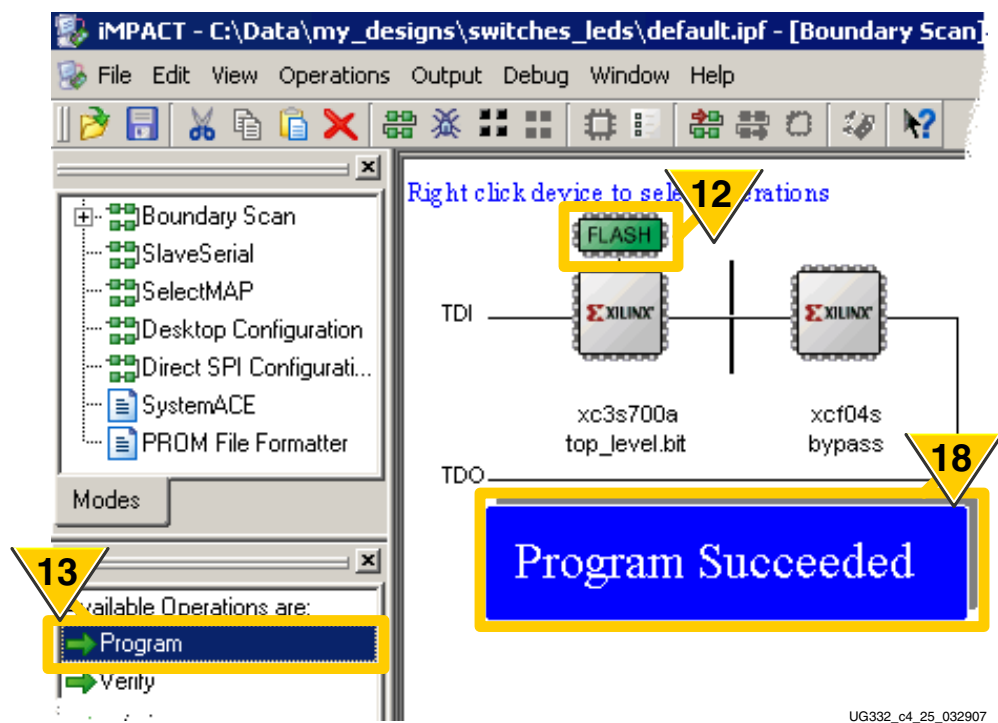 iMPACT - C:\Data\my_designs\switches_leds\default.ipf - [Boundary Scan]
File Edit View Operations Output Debug Window Help
Boundary Scan
SlaveSerial
SelectMAP
Desktop Configuration
Direct SPI Configurati...
SystemACE
PROM File Formatter
Modes
13
Available Operations are:
Program
Verify
Right click device to sele
12
erations
FLASH
TDI
XILINX
XILINX
xc3s700a
top_level.bit
xcf04s
bypass
TDO
18
Program Succeeded
UG332_c4_25_032907